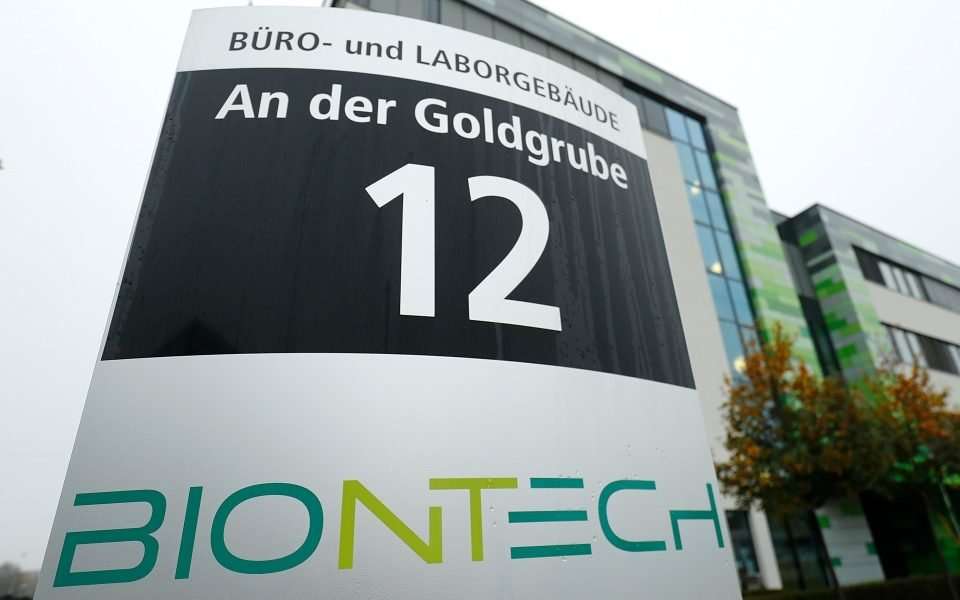 BÜRO- und LABORGEBÄUDE
An der Goldgrube
12
BIONTECH